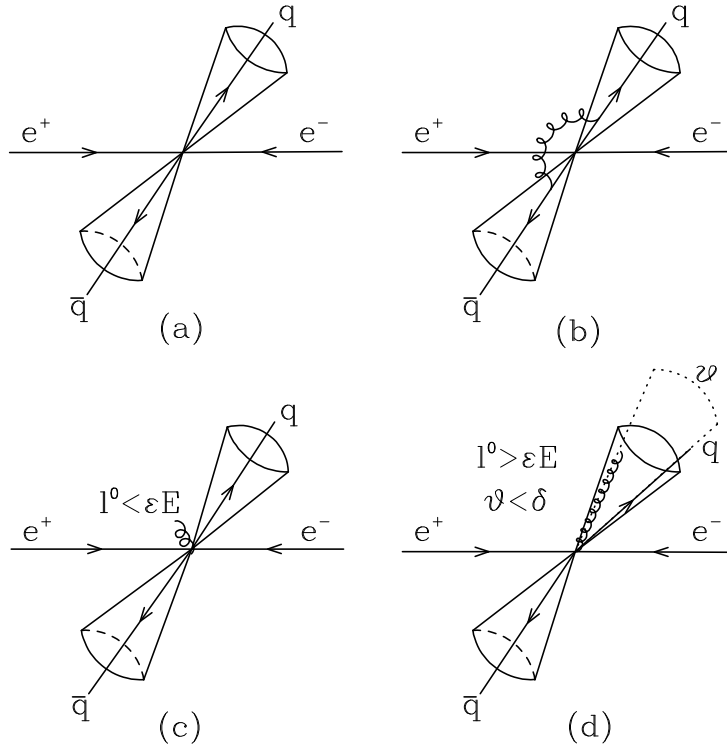 q
e⁺ e⁻
q̅
(a)
q
e⁺ e⁻
q̅
(b)
q
l⁰<εE
e⁺ e⁻
q̅
(c)
ϑ
q
l⁰>εE
ϑ<δ
e⁺ e⁻
q̅
(d)